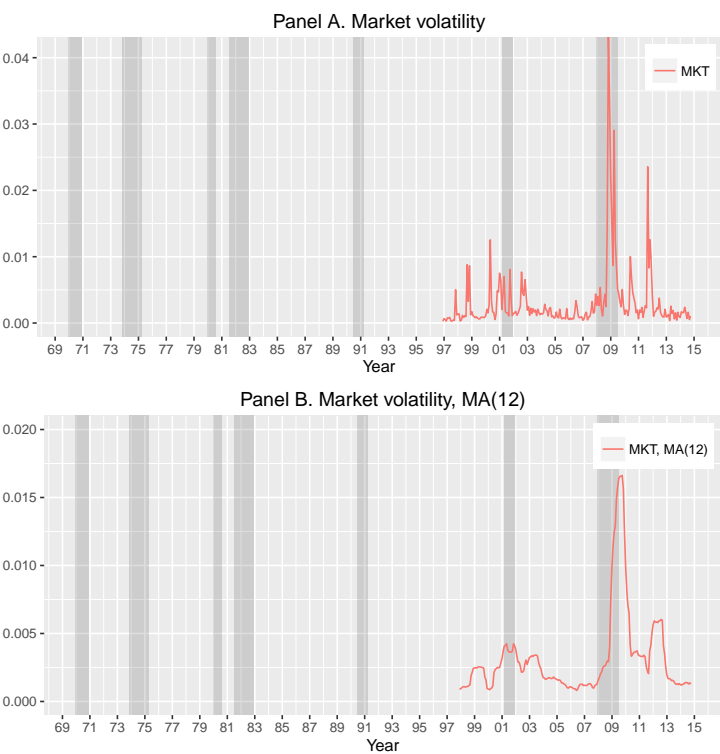 Panel A. Market volatility
0.04
0.03
0.02
0.01
0.00
MKT
69 71 73 75 77 79 81 83 85 87 89 91 93 95 97 99 01 03 05 07 09 11 13 15
Year
Panel B. Market volatility, MA(12)
0.020
0.015
0.010
0.005
0.000
MKT, MA(12)
69 71 73 75 77 79 81 83 85 87 89 91 93 95 97 99 01 03 05 07 09 11 13 15
Year